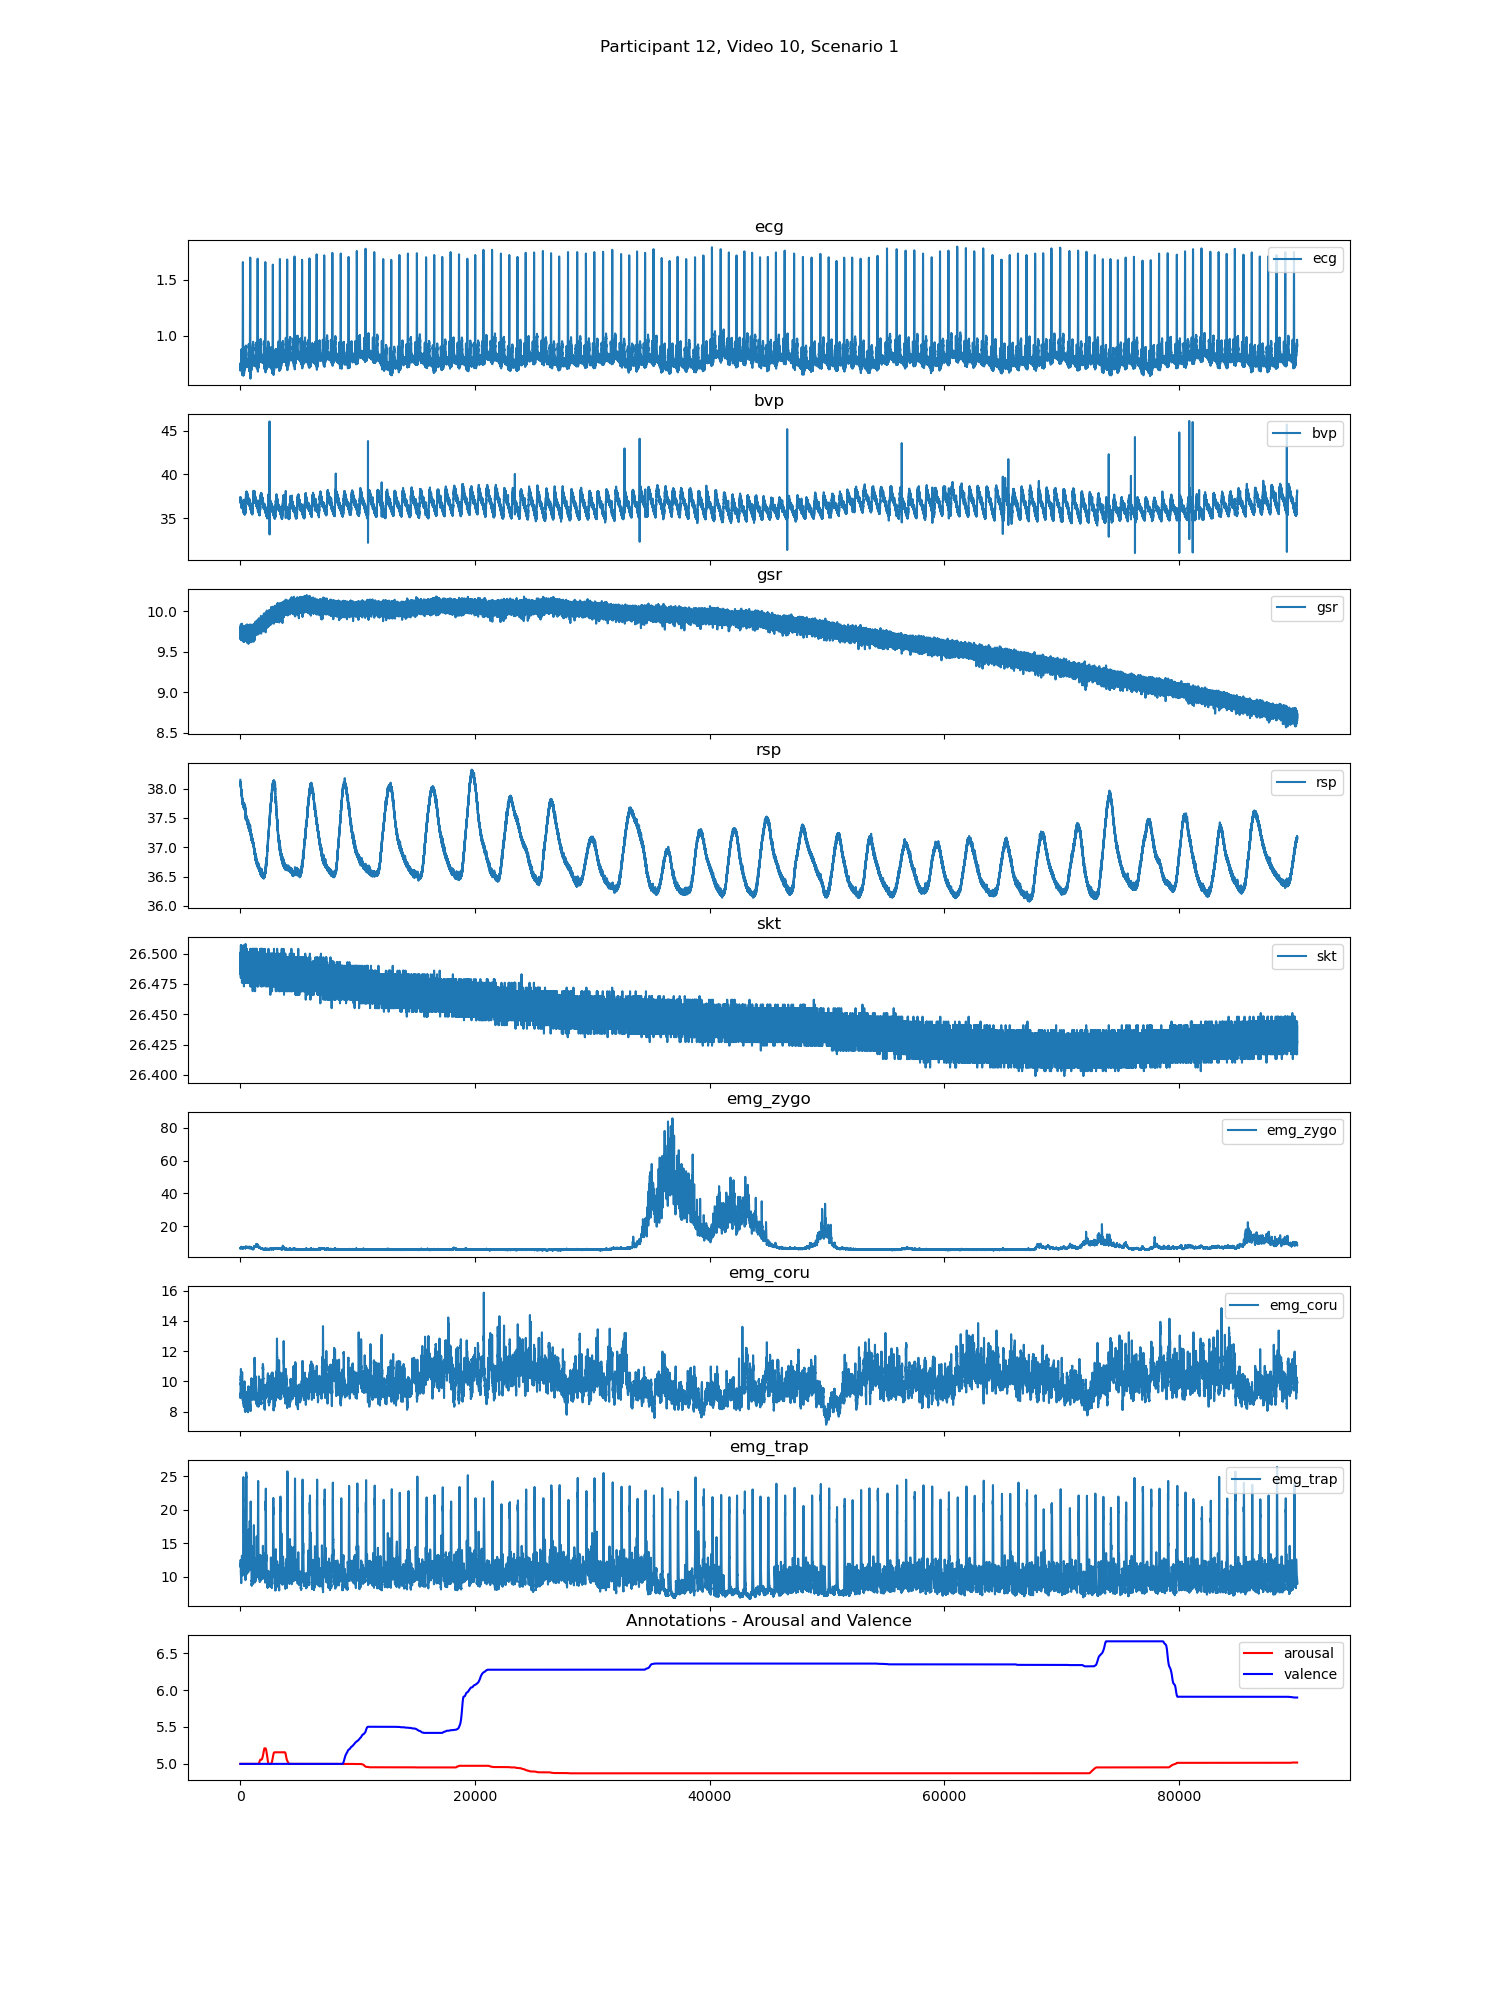 Participant 12, Video 10, Scenario 1
ecg
1.5
1.0
ecg
bvp
45
40
35
bvp
gsr
10.0
9.5
9.0
8.5
gsr
rsp
38.0
37.5
37.0
36.5
36.0
rsp
skt
26.500
26.475
26.450
26.425
26.400
skt
emg_zygo
80
60
40
20
emg_zygo
emg_coru
16
14
12
10
8
emg_coru
emg_trap
25
20
15
10
emg_trap
Annotations - Arousal and Valence
6.5
6.0
5.5
5.0
arousal
valence
0 20000 40000 60000 80000